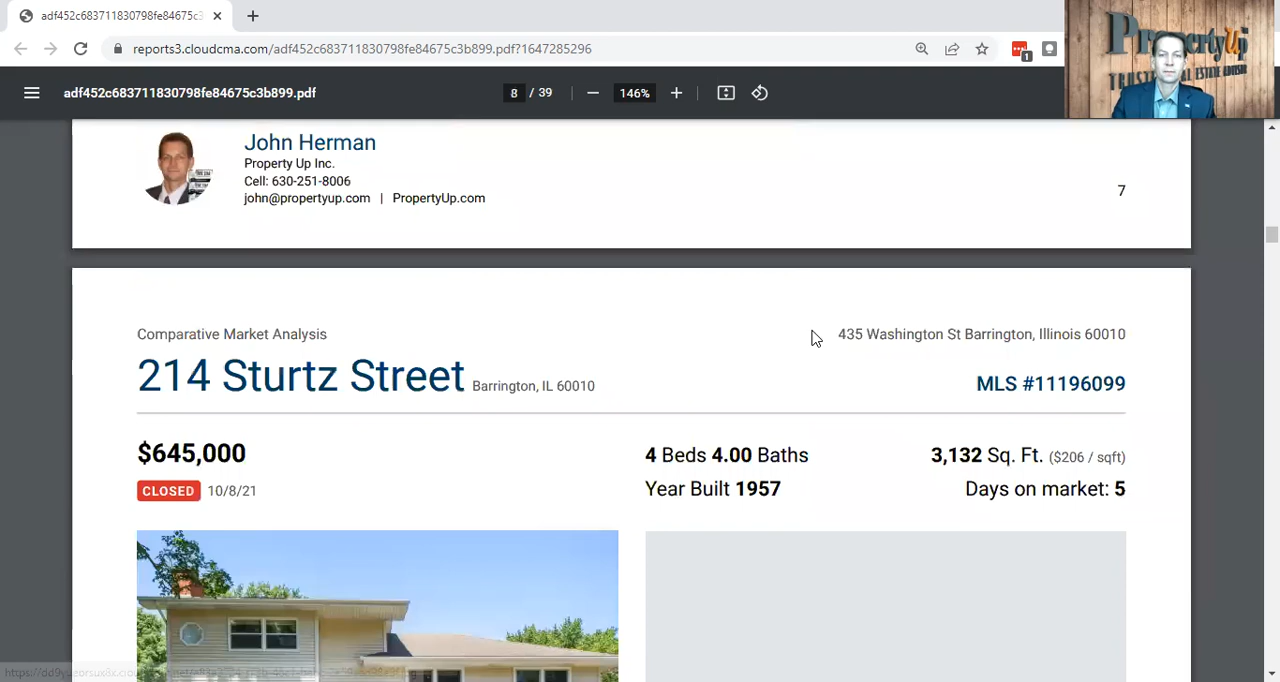 adf452c683711830798fe84675c3
reports3.cloudcma.com/adf452c683711830798fe84675c3b899.pdf?1647285296
1
PropertyUp
adf452c683711830798fe84675c3b899.pdf
8 / 39
146%
John Herman
Property Up Inc.
Cell: 630-251-8006
john@propertyup.com | PropertyUp.com
7
Comparative Market Analysis
435 Washington St Barrington, Illinois 60010
214 Sturtz Street Barrington, IL 60010
MLS #11196099
$645,000
4 Beds 4.00 Baths
3,132 Sq. Ft. ($206 / sqft)
CLOSED 10/8/21
Year Built 1957
Days on market: 5